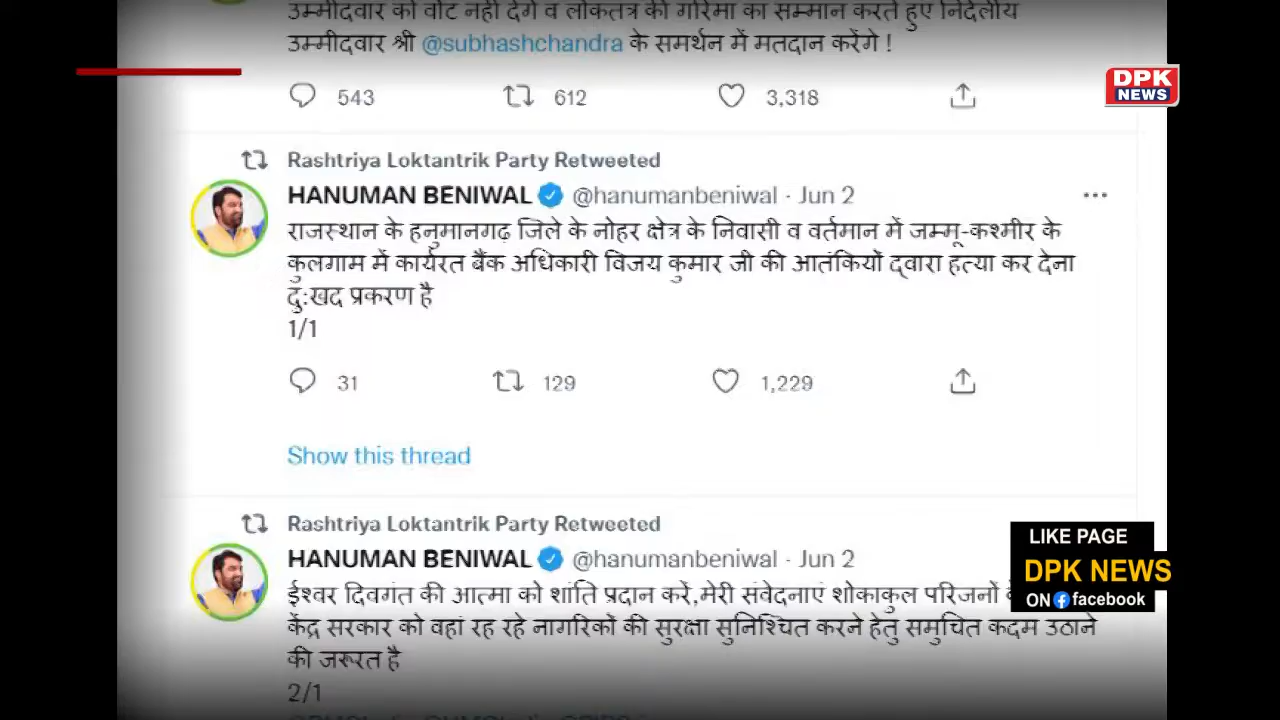 उम्मीदवार को वोट नही देंगे व लोकतंत्र की गरिमा का सम्मान करते हुए निर्दलीय
उम्मीदवार श्री @subhashchandra के समर्थन में मतदान करेंगे !
543 612 3,318
DPK
NEWS
Rashtriya Loktantrik Party Retweeted
HANUMAN BENIWAL @hanumanbeniwal · Jun 2
राजस्थान के हनुमानगढ़ जिले के नोहर क्षेत्र के निवासी व वर्तमान में जम्मू-कश्मीर के
कुलगाम में कार्यरत बैंक अधिकारी विजय कुमार जी की आतंकियों द्वारा हत्या कर देना
दुःखद प्रकरण है
1/1
31 129 1,229
Show this thread
Rashtriya Loktantrik Party Retweeted
HANUMAN BENIWAL @hanumanbeniwal · Jun 2
ईश्वर दिवगंत की आत्मा को शांति प्रदान करें,मेरी संवेदनाएं शोकाकुल परिजनों
केंद्र सरकार को वहां रह रहे नागरिकों की सुरक्षा सुनिश्चित करने हेतु समुचित कदम उठाने
की जरूरत है
2/1
LIKE PAGE
DPK NEWS
ON facebook